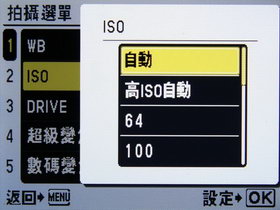 拍攝選單
ISO
1 WB
2 ISO
3 DRIVE
4 超級變
5 數碼變
自動
高ISO自動
64
100
返回➧MENU
設定➧OK